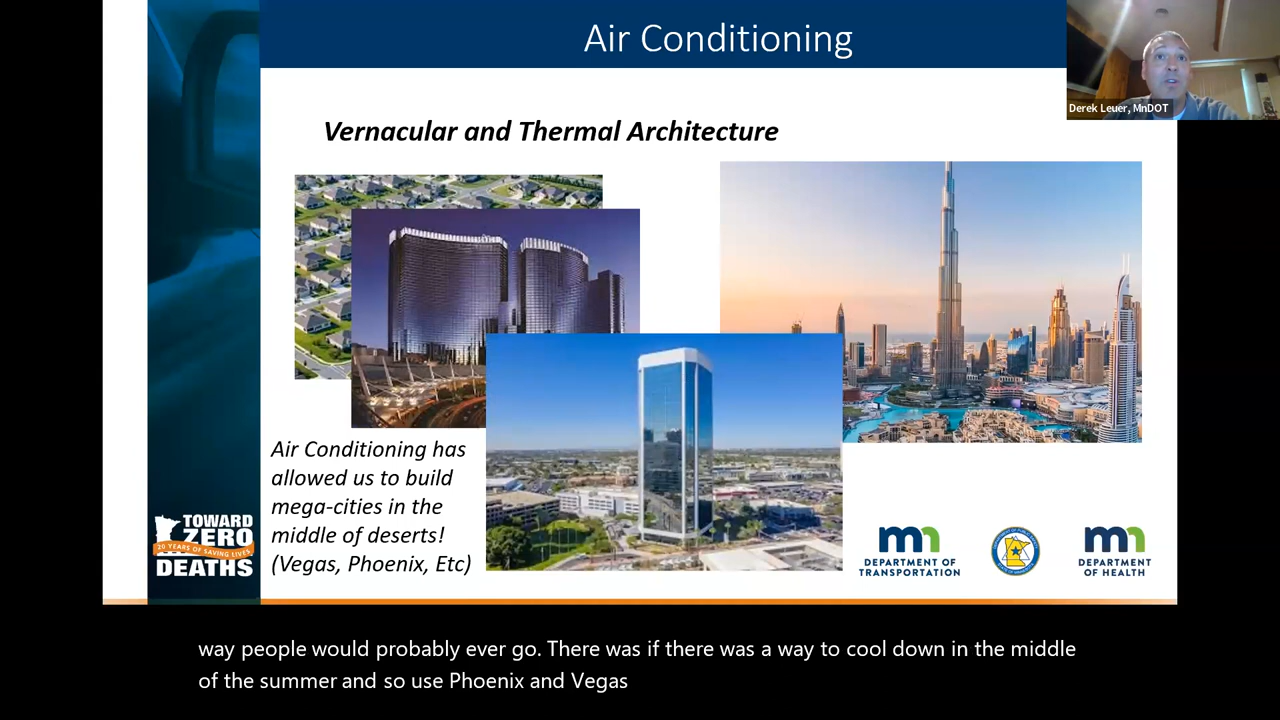 Air Conditioning
Derek Leuer, MnDOT
Vernacular and Thermal Architecture
Air Conditioning has
allowed us to build
mega-cities in the
middle of deserts!
(Vegas, Phoenix, Etc)
TOWARD
ZERO
20 YEARS OF SAVING LIVES
DEATHS
DEPARTMENT OF
TRANSPORTATION
DEPARTMENT
OF HEALTH
way people would probably ever go. There was if there was a way to cool down in the middle
of the summer and so use Phoenix and Vegas